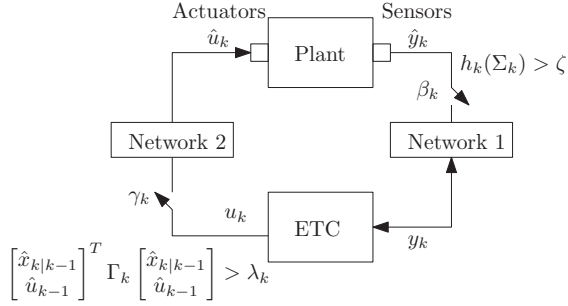 Actuators Sensors
û_k Plant ŷ_k
h_k(Σ_k) > ζ
β_k
Network 2 Network 1
γ_k
u_k ETC y_k
[x̂_{k|k−1} û_{k−1}]^T Γ_k [x̂_{k|k−1} û_{k−1}] > λ_k